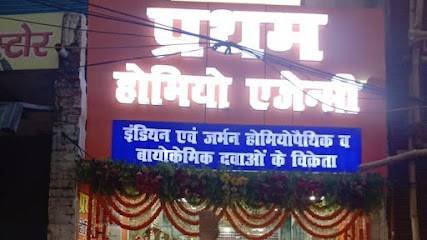 स्टोर
प्रथम
होमियो एजेन्सी
इंडियन एवं जर्मन होमियोपैथिक व
बायोकेमिक दवाओं के विक्रेता